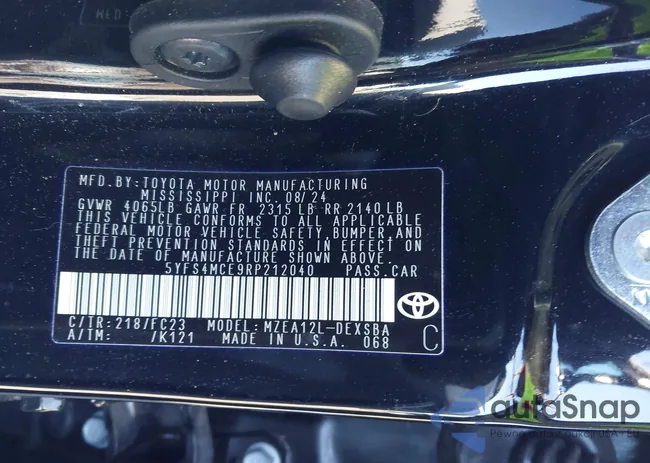 MFD.BY:TOYOTA MOTOR MANUFACTURING
MISSISSIPPI INC. 08/24
GVWR 4065LB GAWR FR 2315 LB RR 2140 LB
THIS VEHICLE CONFORMS TO ALL APPLICABLE
FEDERAL MOTOR VEHICLE SAFETY,BUMPER,AND
THEFT PREVENTION STANDARDS IN EFFECT ON
THE DATE OF MANUFACTURE SHOWN ABOVE.
5YFS4MCE9RP212040 PASS.CAR
C/TR:218/FC23 MODEL:MZEA12L-DEXSBA
A/TM: /K121 MADE IN U.S.A. 068
C
autoSnap